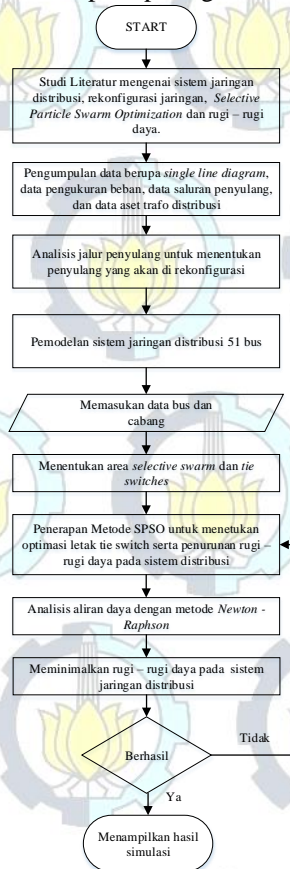 START
Studi Literatur mengenai sistem jaringan
distribusi, rekonfigurasi jaringan, Selective
Particle Swarm Optimization dan rugi – rugi
daya.
Pengumpulan data berupa single line diagram,
data pengukuran beban, data saluran penyulang,
dan data aset trafo distribusi
Analisis jalur penyulang untuk menentukan
penyulang yang akan di rekonfigurasi
Pemodelan sistem jaringan distribusi 51 bus
Memasukan data bus dan
cabang
Menentukan area selective swarm dan tie
switches
Penerapan Metode SPSO untuk menetukan
optimasi letak tie switch serta penurunan rugi –
rugi daya pada sistem distribusi
Analisis aliran daya dengan metode Newton -
Raphson
Meminimalkan rugi – rugi daya pada sistem
jaringan distribusi
Berhasil
Tidak
Ya
Menampilkan hasil
simulasi